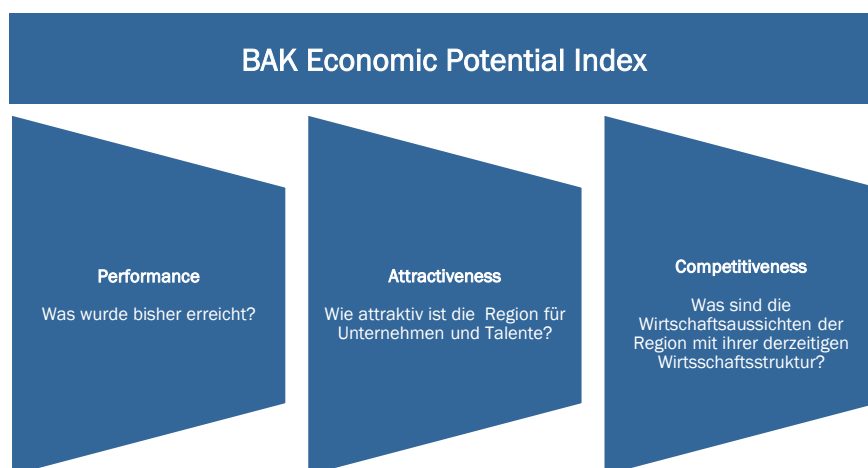 BAK Economic Potential Index
Performance
Was wurde bisher erreicht?
Attractiveness
Wie attraktiv ist die  Region für
Unternehmen und Talente?
Competitiveness
Was sind die
Wirtschaftsaussichten der
Region mit ihrer derzeitigen
Wirtsschaftsstruktur?